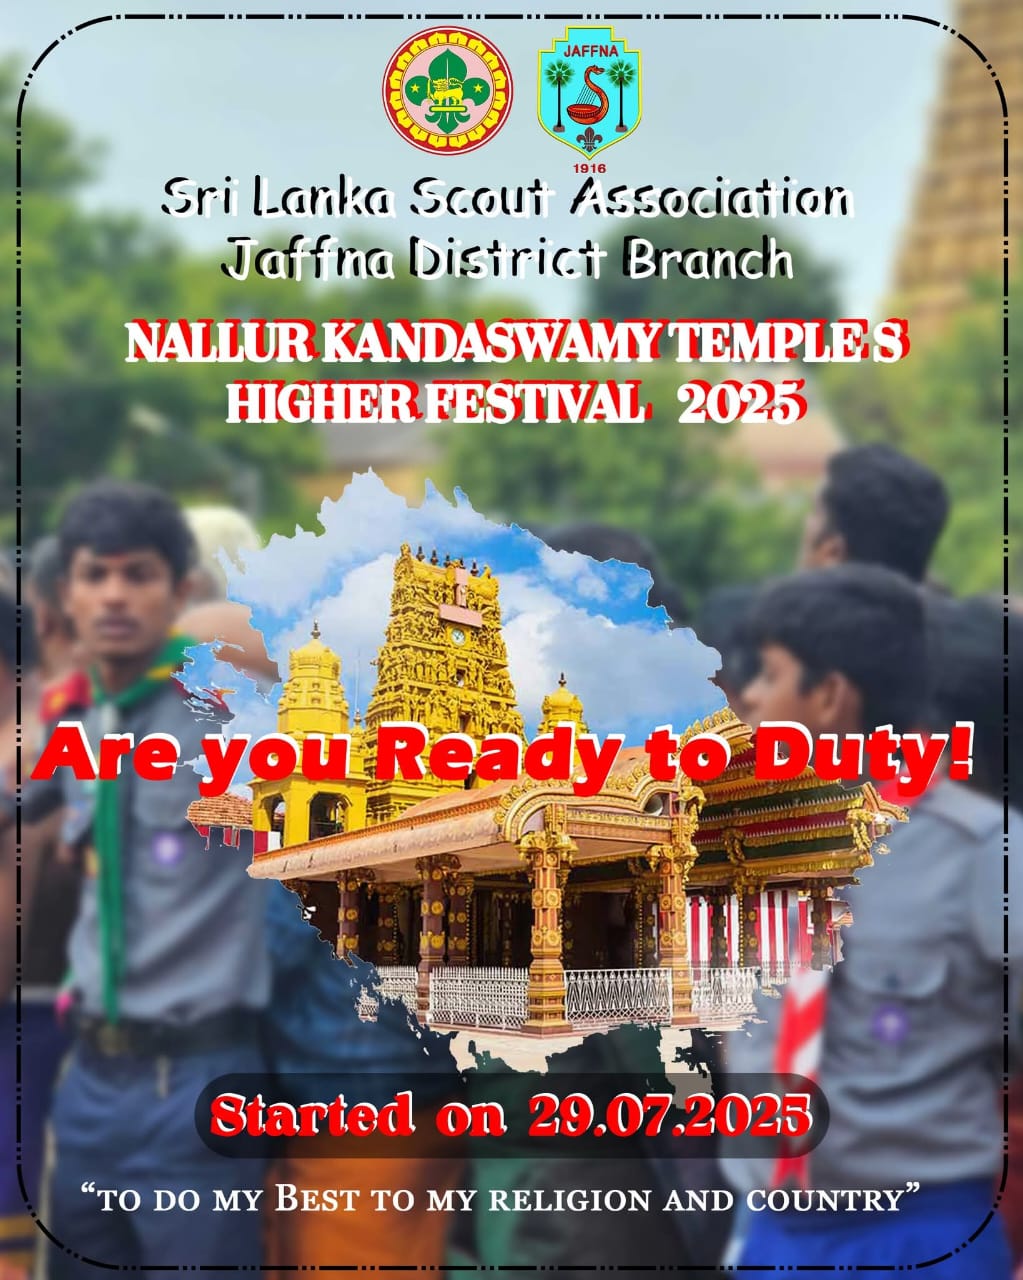 JAFFNA
1916
Sri Lanka Scout Association
Jaffna District Branch
NALLUR KANDASWAMY TEMPLE S
HIGHER FESTIVAL 2025
Are you Ready to Duty!
Started on 29.07.2025
“TO DO MY BEST TO MY RELIGION AND COUNTRY”